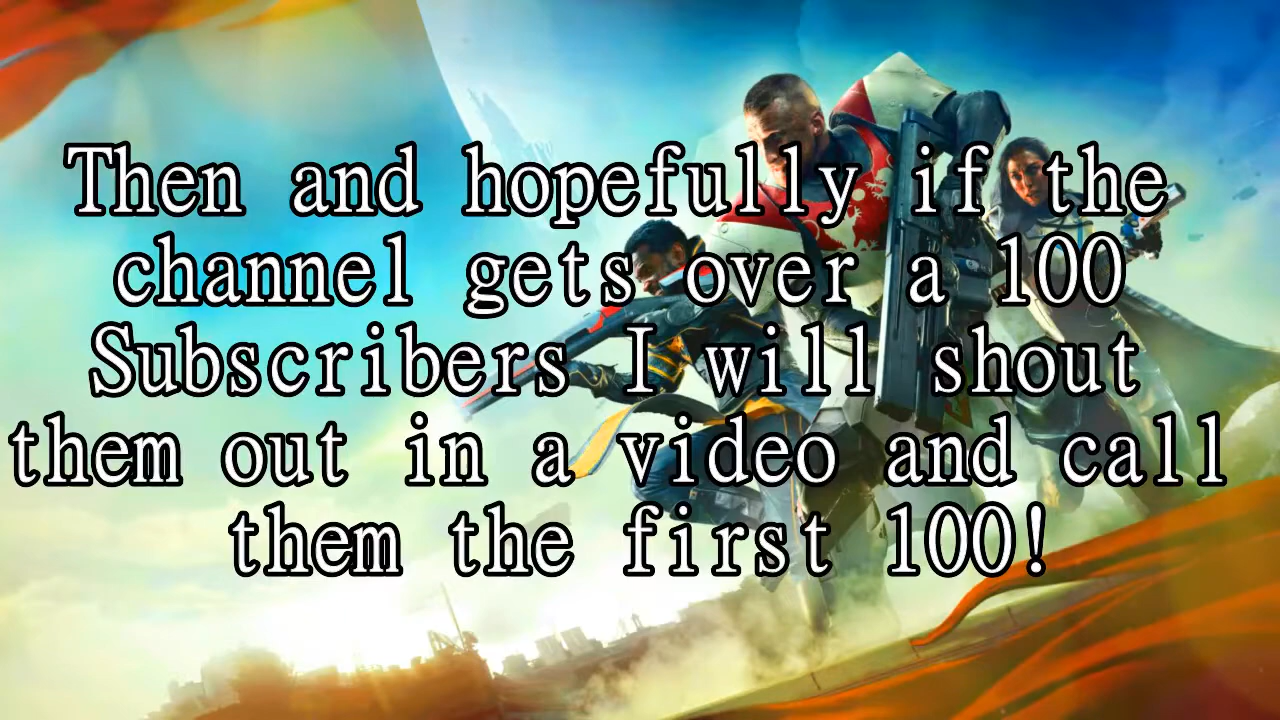 Then and hopefully if the
channel gets over a 100
Subscribers I will shout
them out in a video and call
them the first 100!